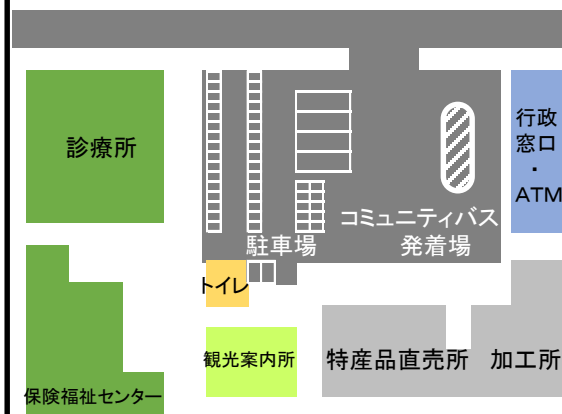 診療所
行政
窓口
・
ATM
コミュニティバス
発着場
駐車場
トイレ
観光案内所
特産品直売所
加工所
保険福祉センター